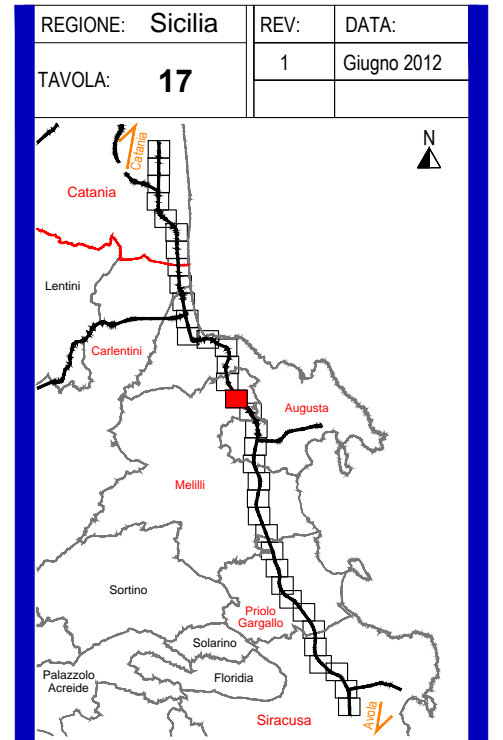 REGIONE: Sicilia REV: DATA:
TAVOLA: 17 1 Giugno 2012
N
Catania
Catania
Lentini
Carlentini
Augusta
Melilli
Sortino
Priolo
Gargallo
Solarino
Palazzolo
Acreide
Floridia
Siracusa
Avola